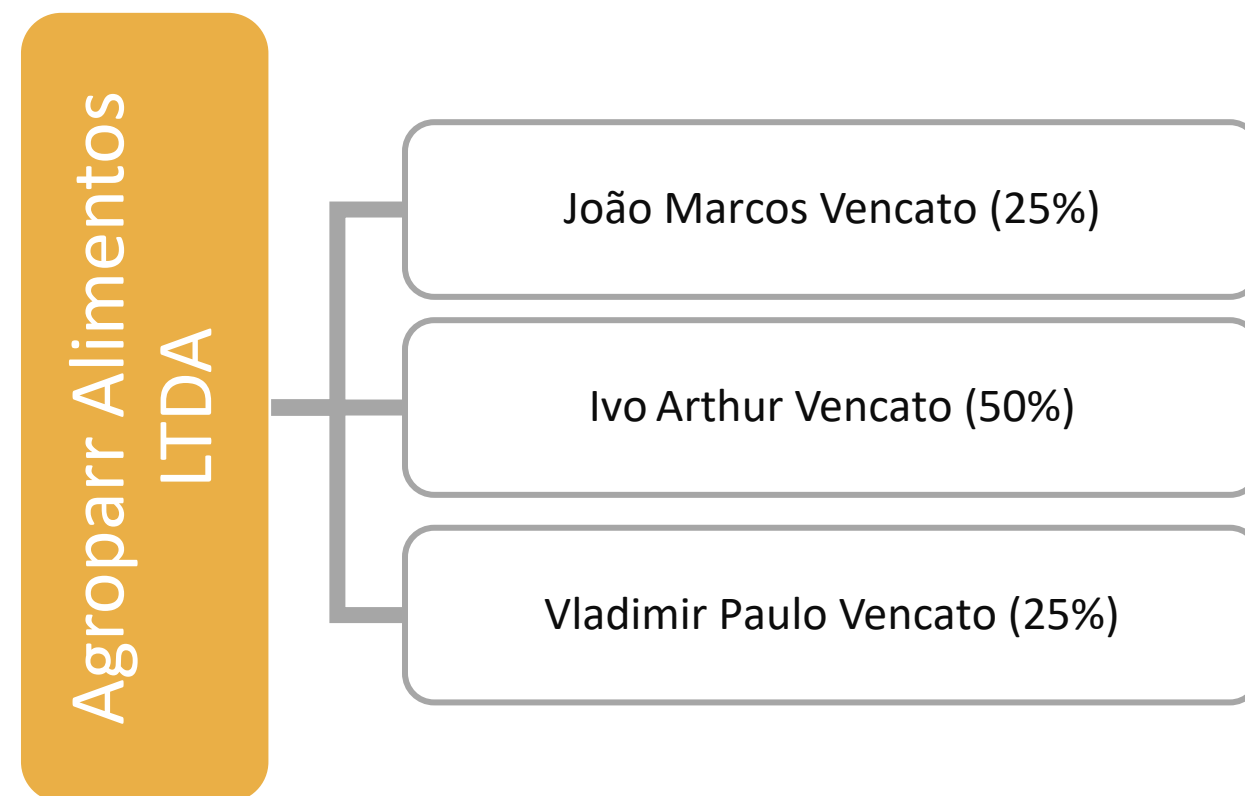 Agroparr Alimentos
LTDA
João Marcos Vencato (25%)
Ivo Arthur Vencato (50%)
Vladimir Paulo Vencato (25%)